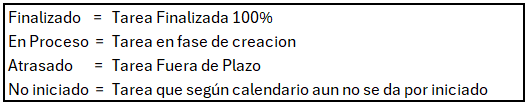 Finalizado = Tarea Finalizada 100%
En Proceso = Tarea en fase de creacion
Atrasado = Tarea Fuera de Plazo
No iniciado = Tarea que según calendario aun no se da por iniciado